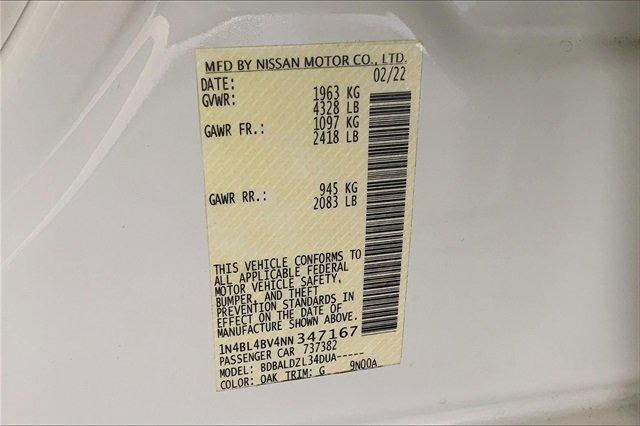 MFD BY NISSAN MOTOR CO., LTD.
DATE: 02/22
GVWR: 1963 KG
4328 LB
GAWR FR.: 1097 KG
2418 LB
GAWR RR.: 945 KG
2083 LB
THIS VEHICLE CONFORMS TO
ALL APPLICABLE FEDERAL
MOTOR VEHICLE SAFETY,
BUMPER, AND THEFT
PREVENTION STANDARDS IN
EFFECT ON THE DATE OF
MANUFACTURE SHOWN ABOVE.
1N4BL4BV4NN347167
PASSENGER CAR 737382
MODEL: BDBALDZL34DUA-----
COLOR: QAK TRIM: G 9N00A